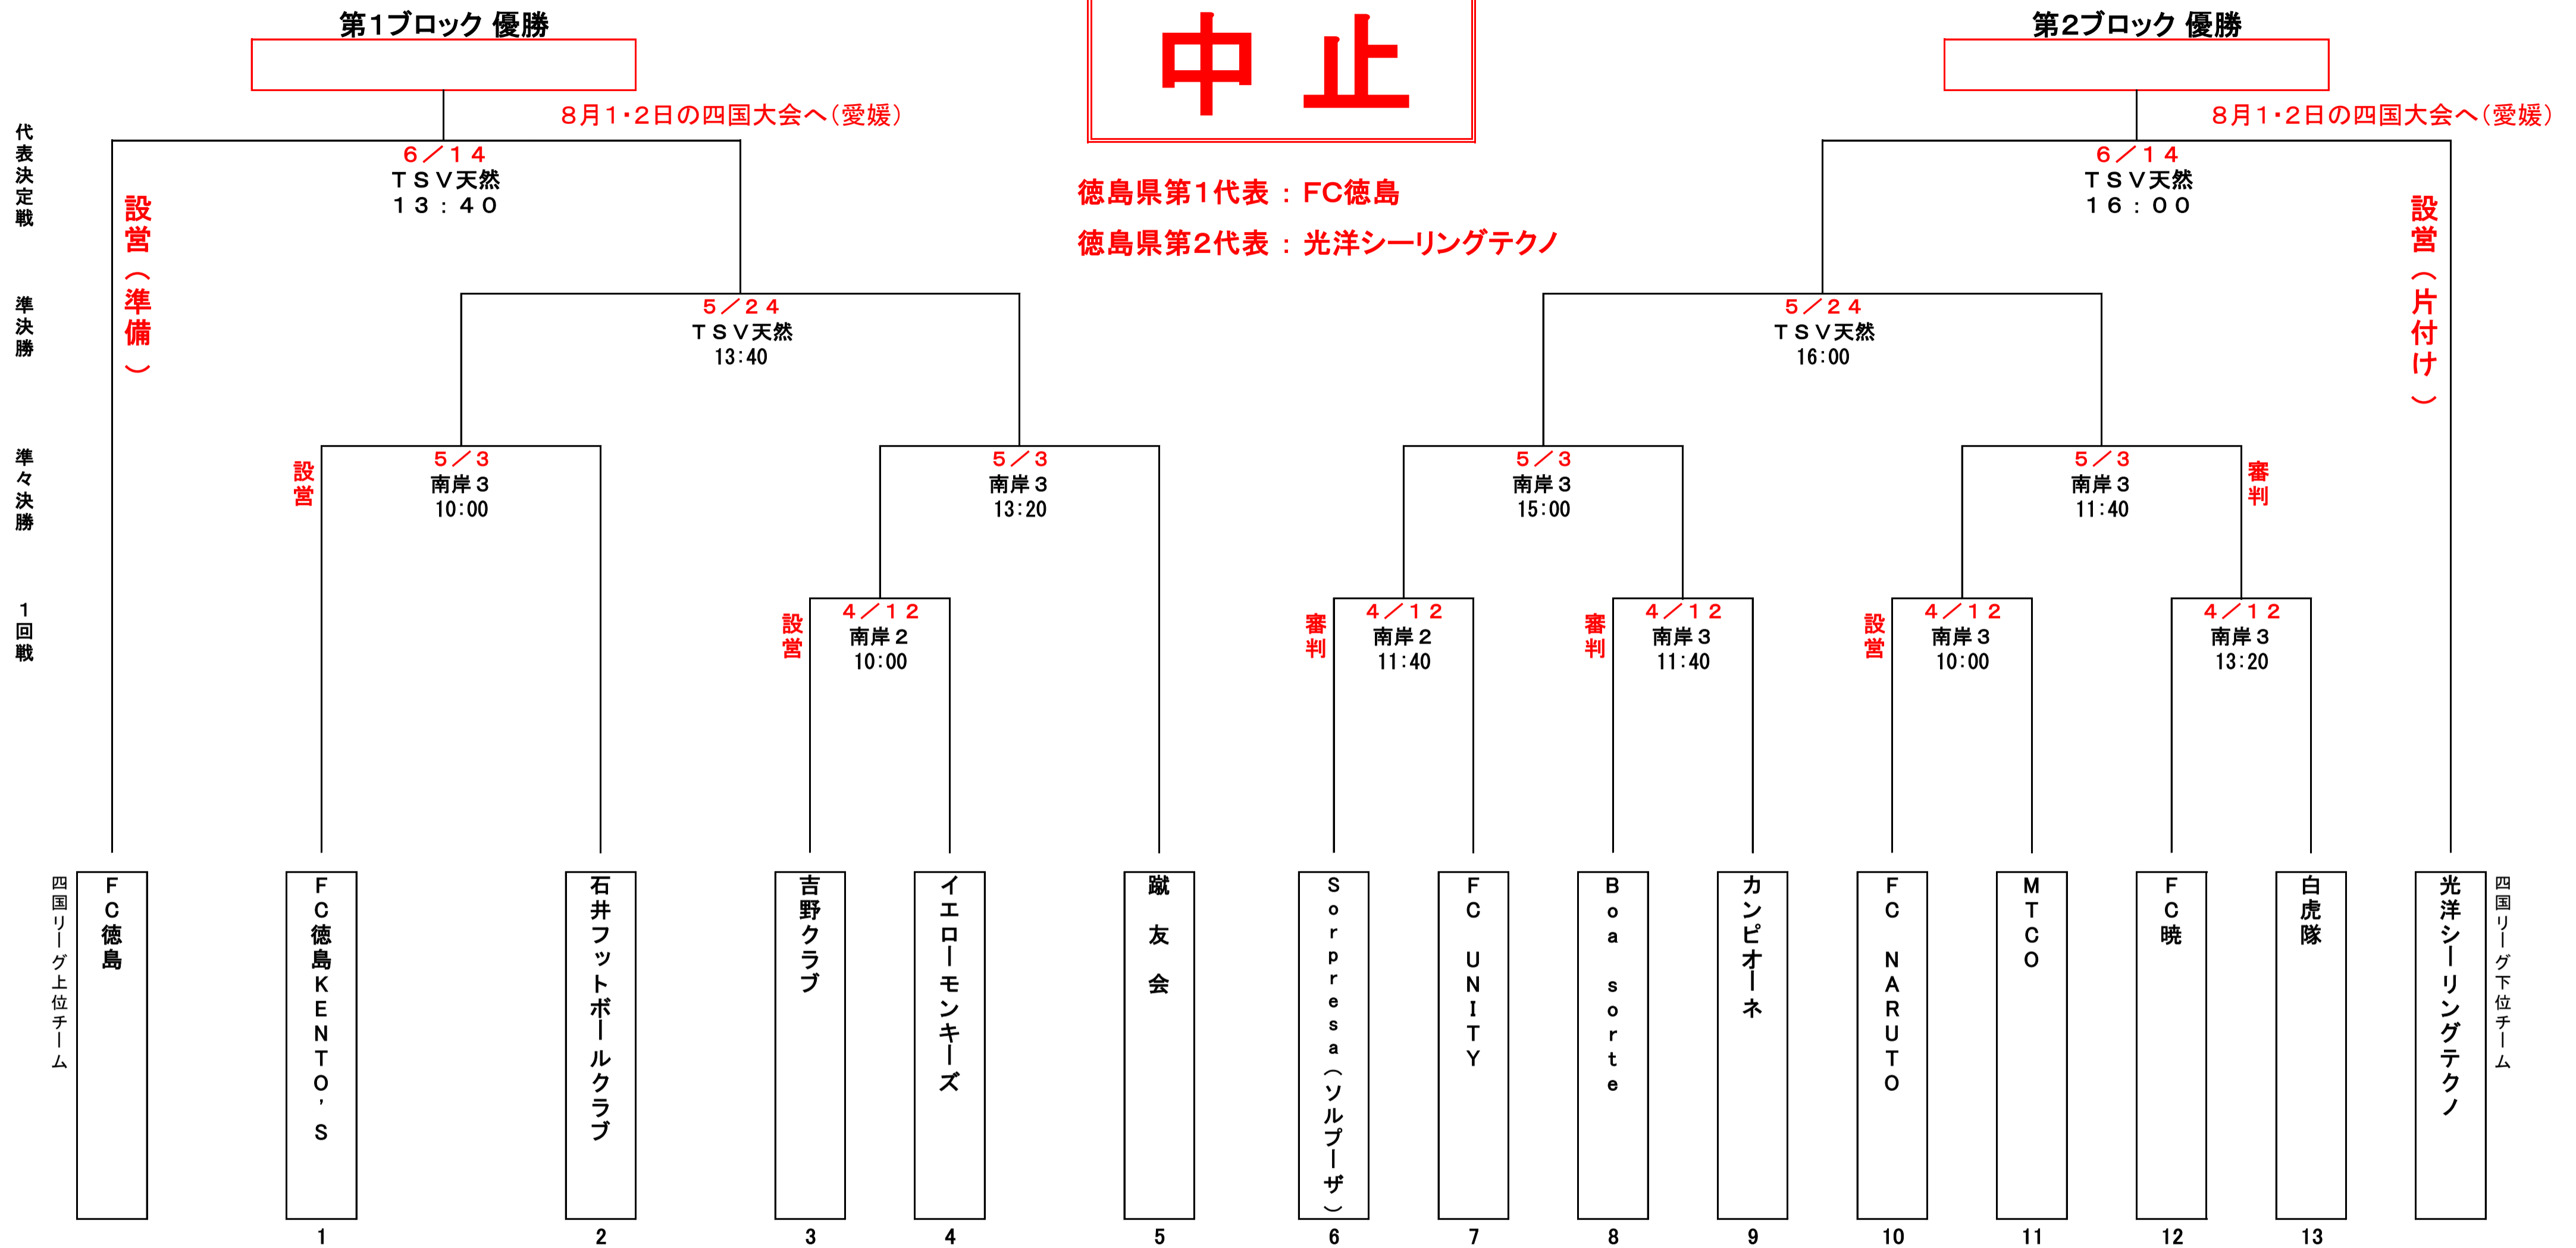 第1ブロック 優勝
中 止
第2ブロック 優勝
8月1・2日の四国大会へ（愛媛）
8月1・2日の四国大会へ（愛媛）
代表決定戦
6／14
TSV天然
13：40
設営（準備）
徳島県第1代表 ： FC徳島
徳島県第2代表 ： 光洋シーリングテクノ
6／14
TSV天然
16：00
設営（片付け）
準決勝
5／24
TSV天然
13:40
5／24
TSV天然
16:00
準々決勝
設営
5／3
南岸3
10:00
5／3
南岸3
13:20
5／3
南岸3
15:00
5／3
南岸3
11:40
審判
1回戦
設営
4／12
南岸2
10:00
審判
4／12
南岸2
11:40
審判
4／12
南岸3
11:40
設営
4／12
南岸3
10:00
4／12
南岸3
13:20
四国リーグ上位チーム
FC徳島
FC徳島KENTO’S
石井フットボールクラブ
吉野クラブ
イエローモンキーズ
蹴 友 会
Sorpresa（ソルプーザ）
FC UNITY
Boa sorte
カンピオーネ
FC NARUTO
MTCO
FC暁
白虎隊
光洋シーリングテクノ
四国リーグ下位チーム
1 2 3 4 5 6 7 8 9 10 11 12 13